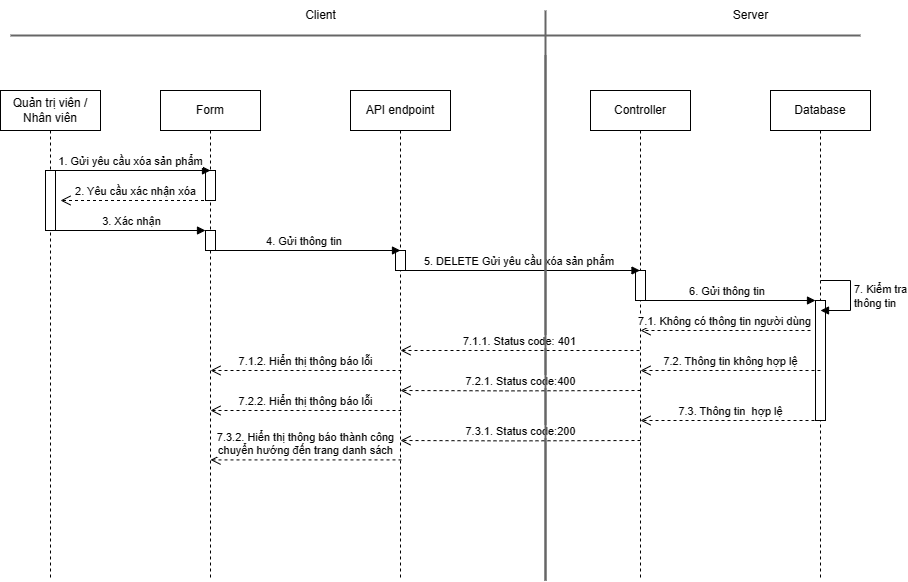 Client
Server
Quản trị viên /
Nhân viên
Form
API endpoint
Controller
Database
1. Gửi yêu cầu xóa sản phẩm
2. Yêu cầu xác nhận xóa
3. Xác nhận
4. Gửi thông tin
5. DELETE Gửi yêu cầu xóa sản phẩm
6. Gửi thông tin
7. Kiểm tra
thông tin
7.1. Không có thông tin người dùng
7.1.1. Status code: 401
7.1.2. Hiển thị thông báo lỗi
7.2. Thông tin không hợp lệ
7.2.1. Status code:400
7.2.2. Hiển thị thông báo lỗi
7.3. Thông tin  hợp lệ
7.3.1. Status code:200
7.3.2. Hiển thị thông báo thành công
chuyển hướng đến trang danh sách